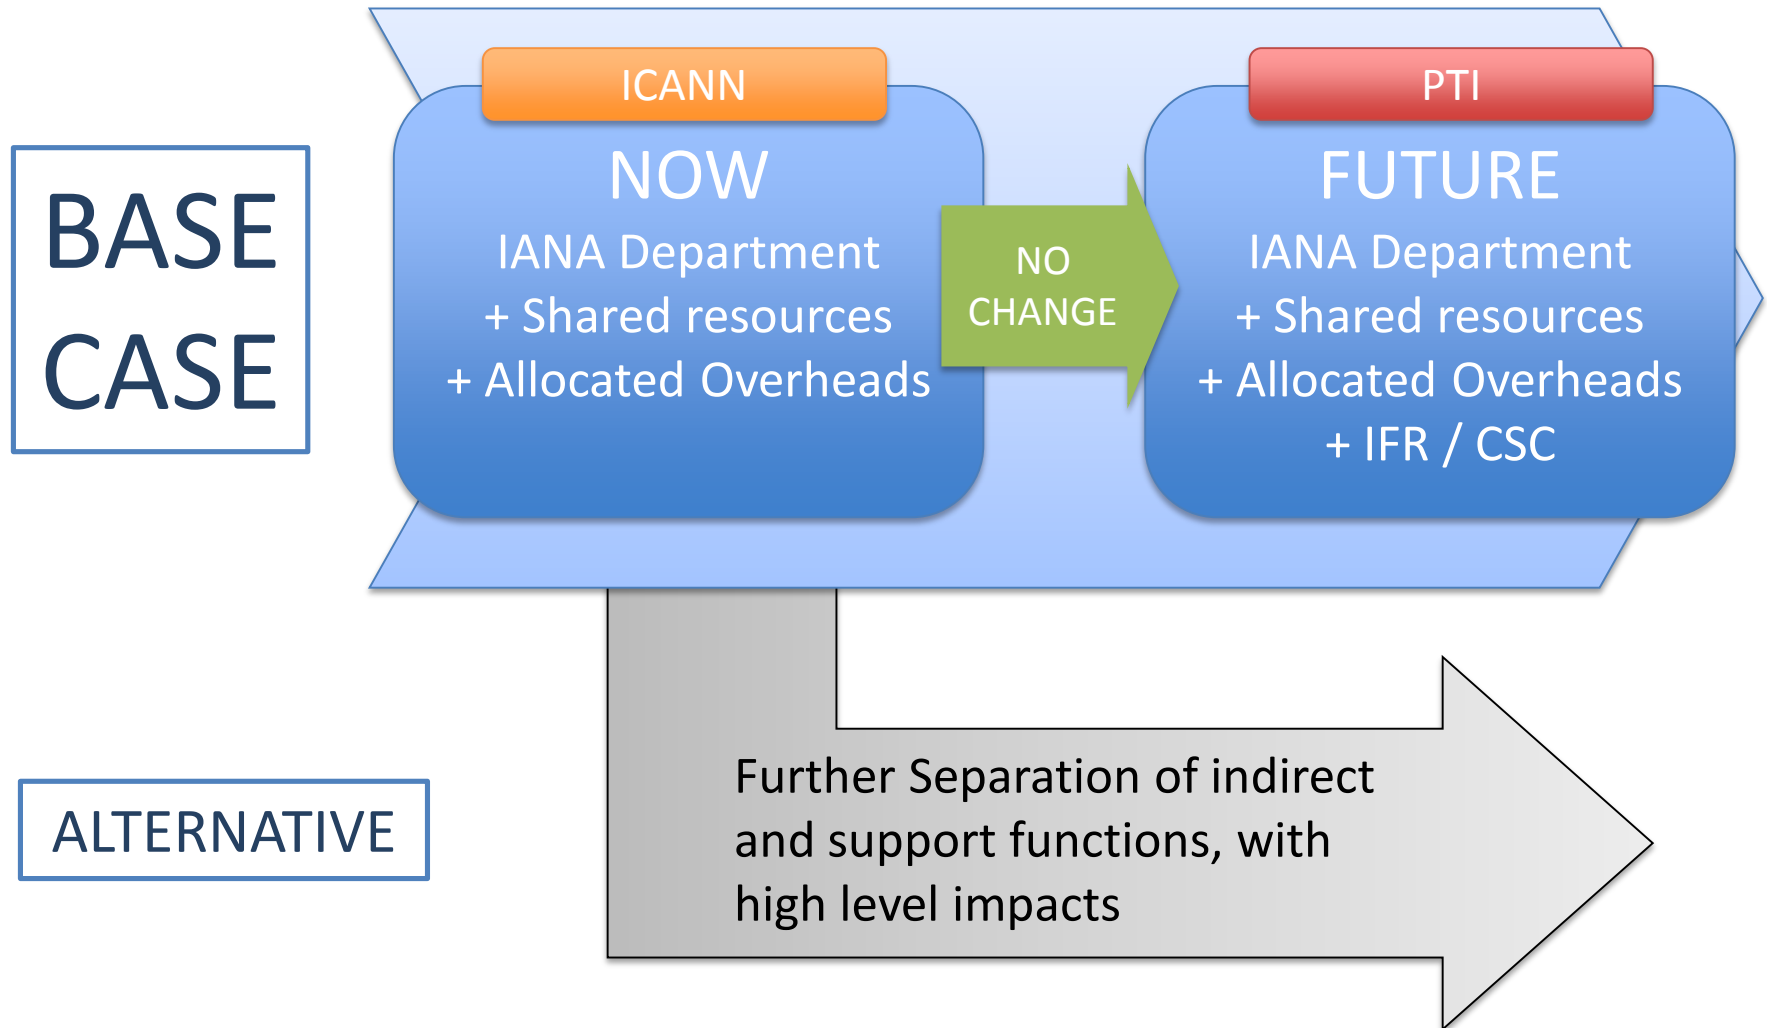 BASE
CASE
ICANN
NOW
IANA Department
+ Shared resources
+ Allocated Overheads
NO
CHANGE
PTI
FUTURE
IANA Department
+ Shared resources
+ Allocated Overheads
+ IFR / CSC
ALTERNATIVE
Further Separation of indirect
and support functions, with
high level impacts